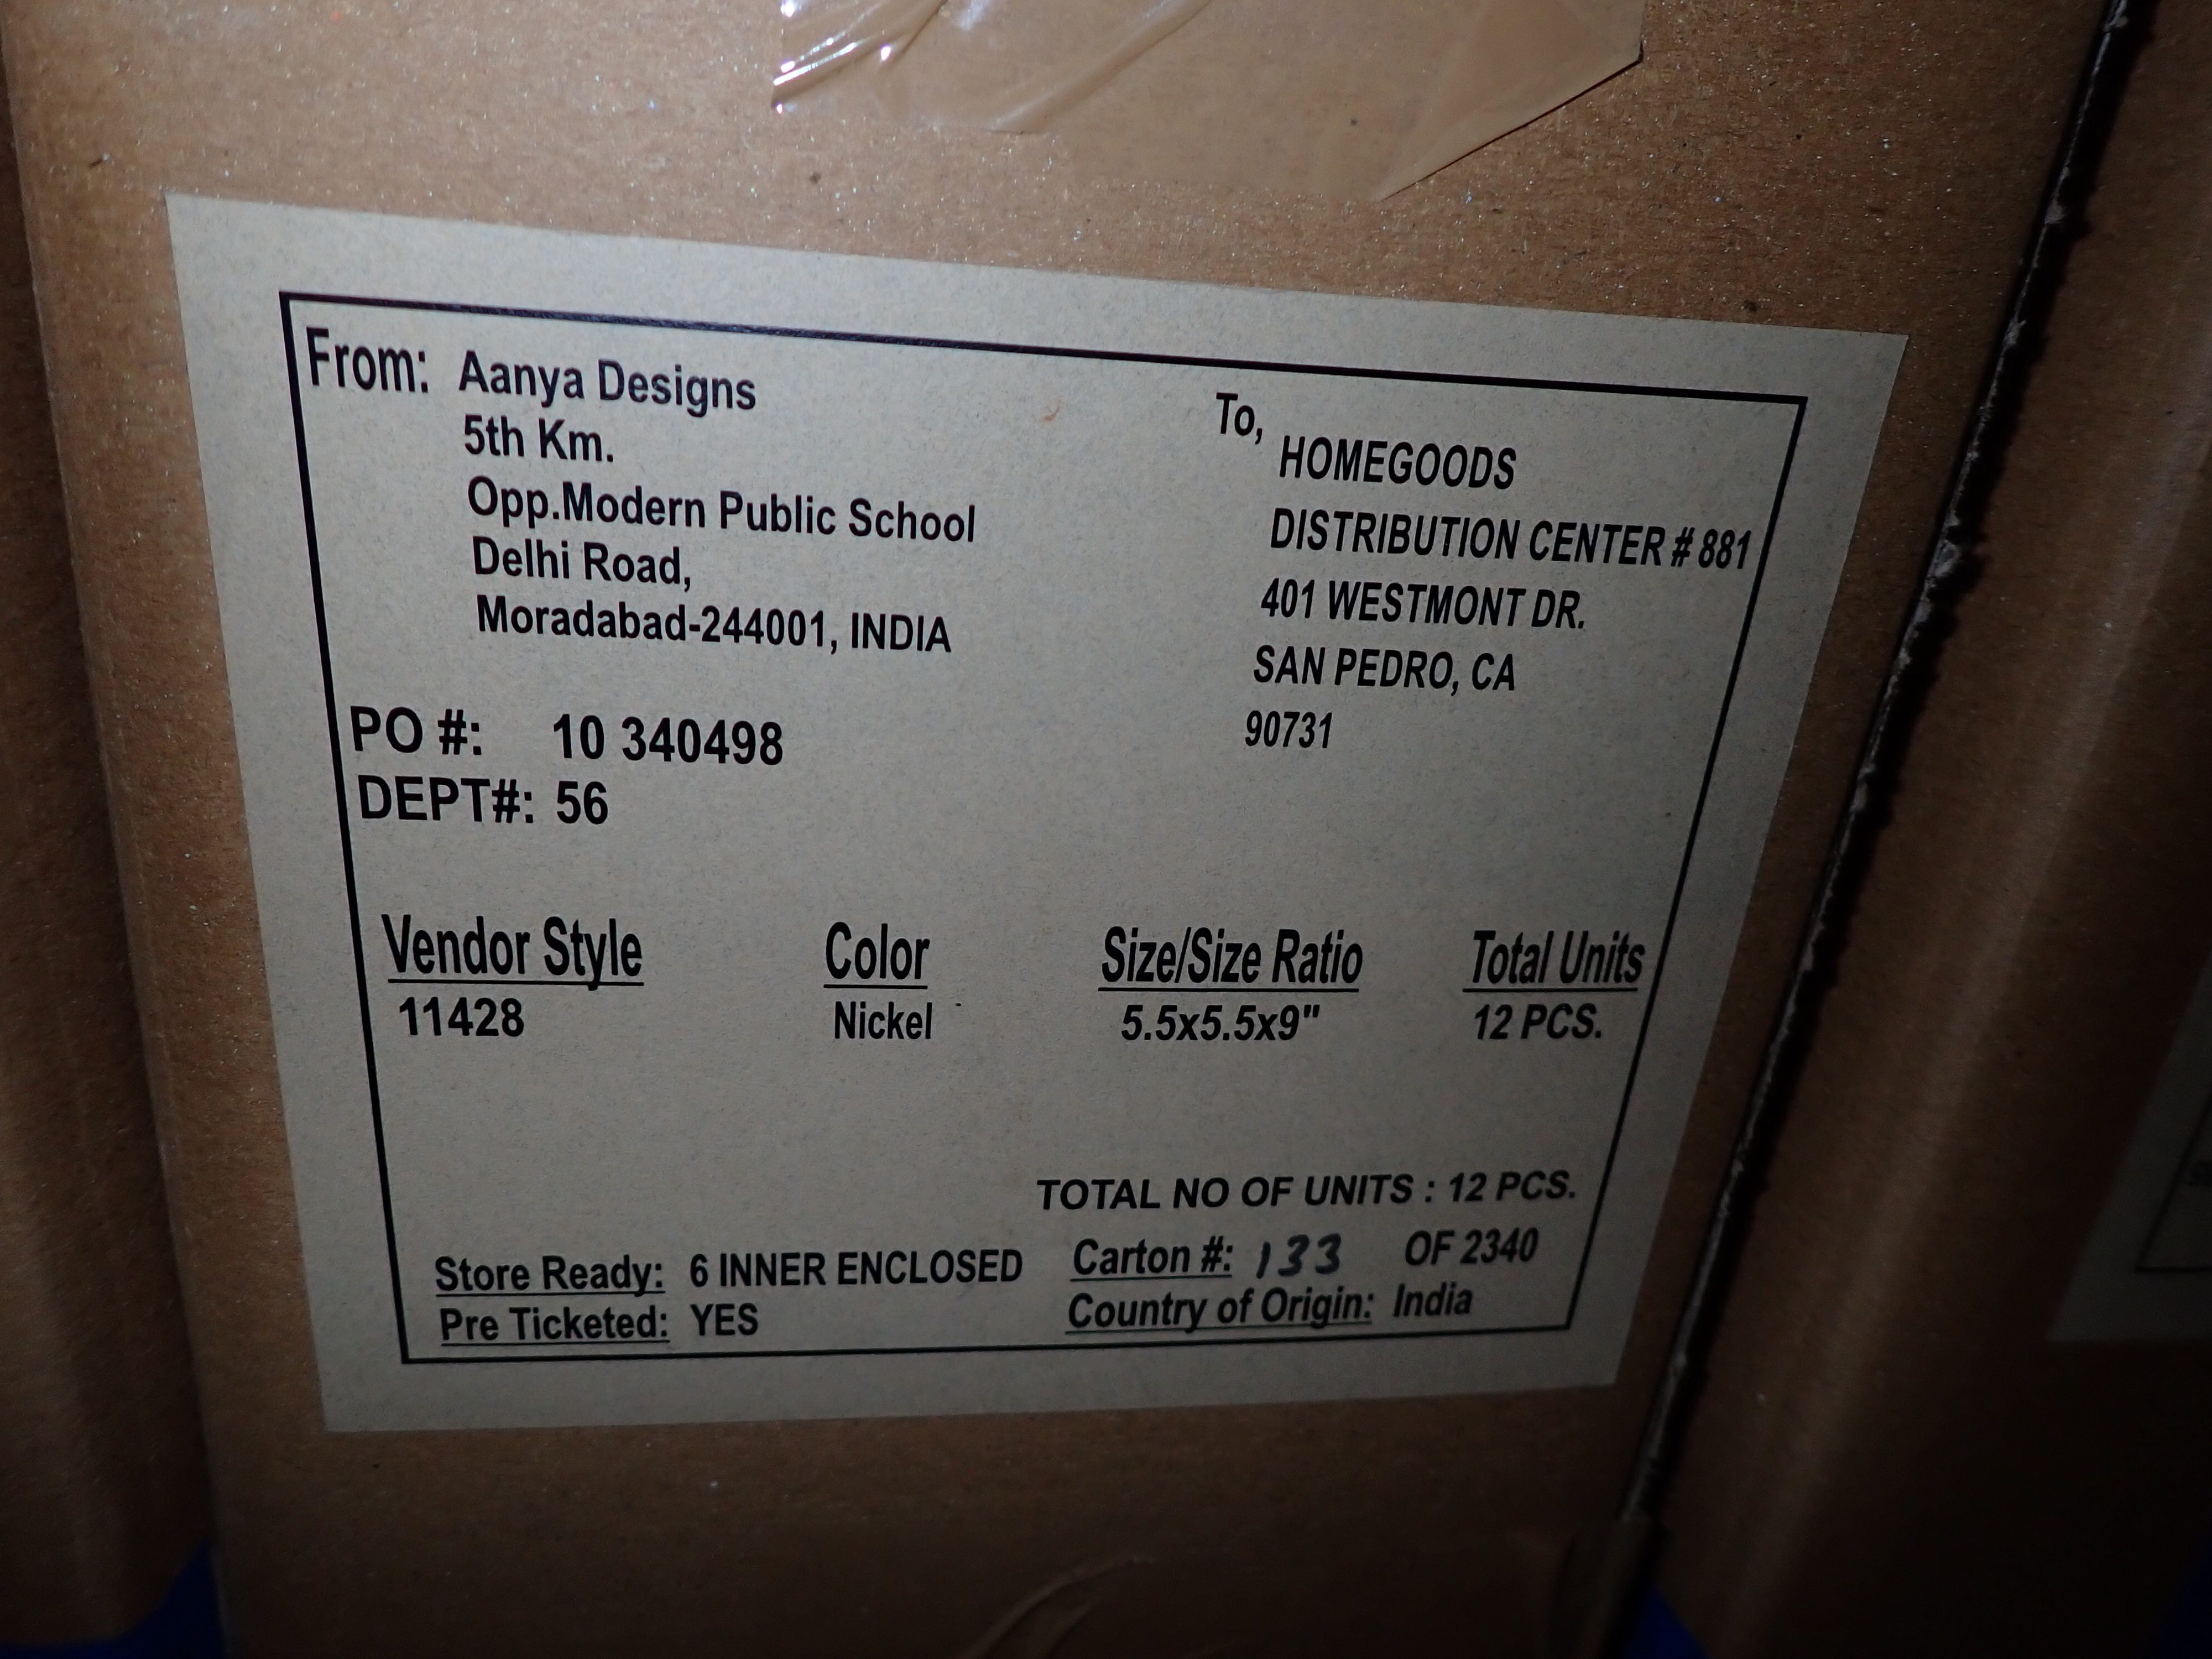 From: Aanya Designs
5th Km.
Opp.Modern Public School
Delhi Road,
Moradabad-244001, INDIA
To,
HOMEGOODS
DISTRIBUTION CENTER # 881
401 WESTMONT DR.
SAN PEDRO, CA
90731
PO #: 10 340498
DEPT#: 56
Vendor Style Color Size/Size Ratio Total Units
11428 Nickel 5.5x5.5x9" 12 PCS.
TOTAL NO OF UNITS : 12 PCS.
Store Ready: 6 INNER ENCLOSED
Pre Ticketed: YES
Carton #: 133 OF 2340
Country of Origin: India